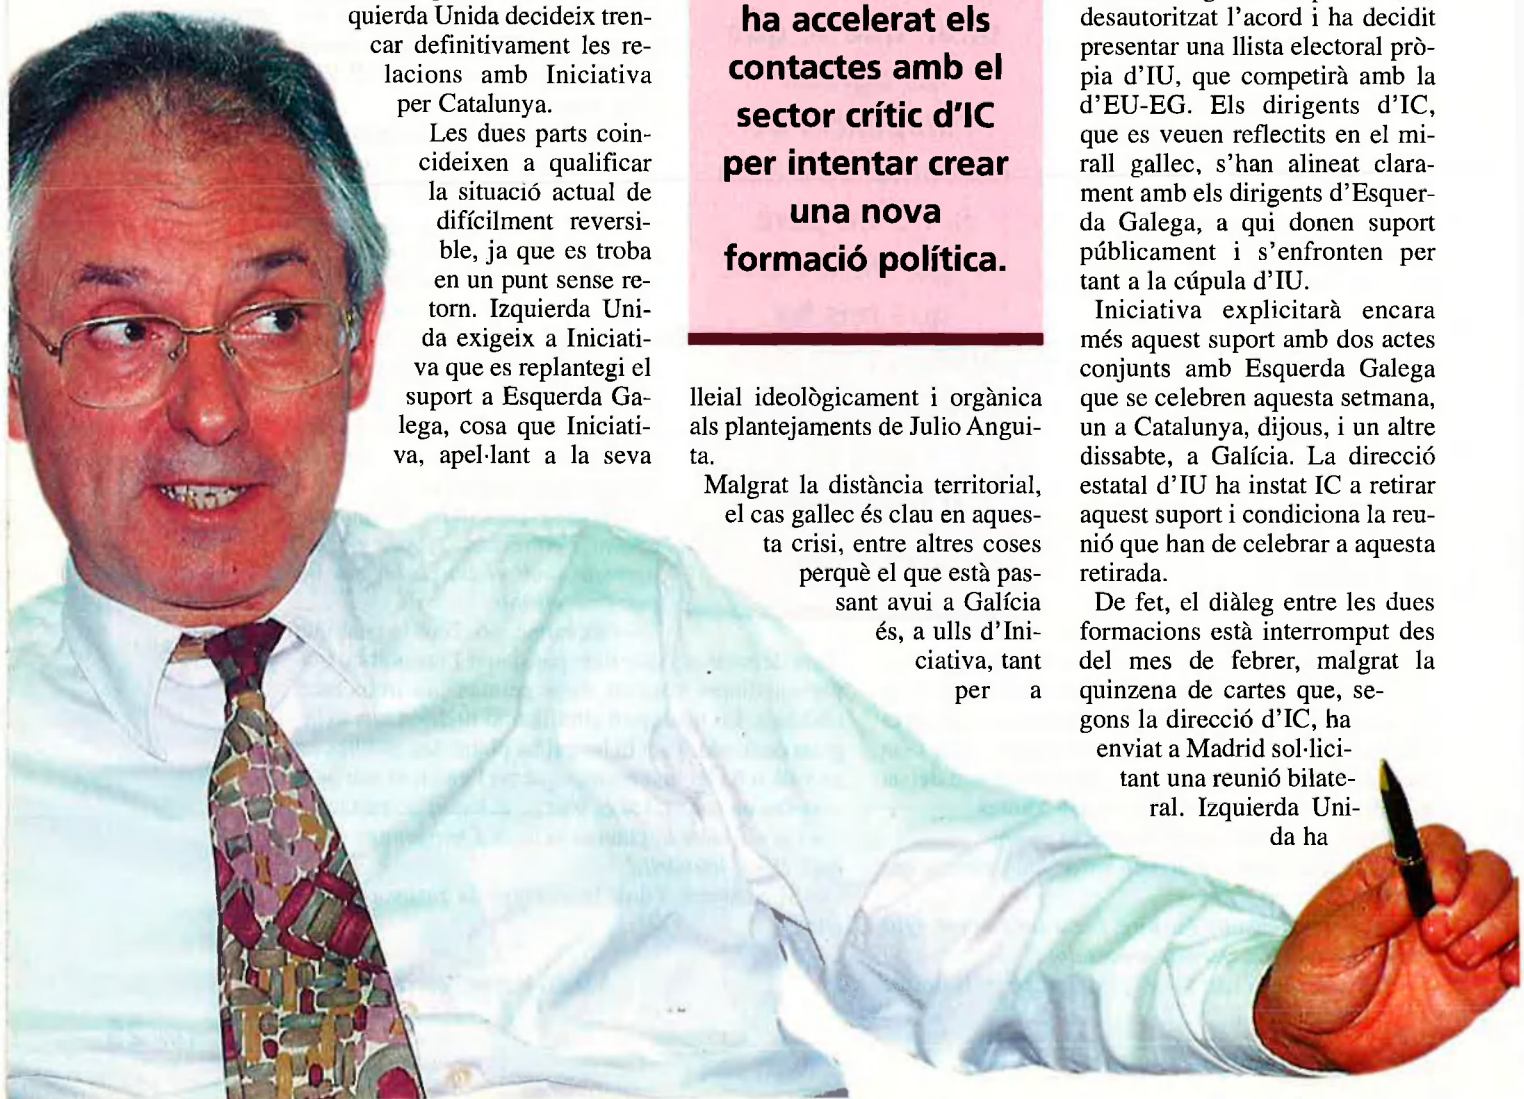 quierda Unida decideix tren-
car definitivament les re-
lacions amb Iniciativa
per Catalunya.
Les dues parts coin-
cideixen a qualificar
la situació actual de
difícilment reversi-
ble, ja que es troba
en un punt sense re-
torn. Izquierda Uni-
da exigeix a Iniciati-
va que es replantegi el
suport a Esquerda Ga-
lega, cosa que Iniciati-
va, apel·lant a la seva
ha accelerat els
contactes amb el
sector crític d'IC
per intentar crear
una nova
formació política.
lleial ideològicament i orgànica
als plantejaments de Julio Angui-
ta.
Malgrat la distància territorial,
el cas gallec és clau en aques-
ta crisi, entre altres coses
perquè el que està pas-
sant avui a Galícia
és, a ulls d'Ini-
ciativa, tant
per a
desautoritzat l'acord i ha decidit
presentar una llista electoral prò-
pia d'IU, que competirà amb la
d'EU-EG. Els dirigents d'IC,
que es veuen reflectits en el mi-
rall gallec, s'han alineat clara-
ment amb els dirigents d'Esquer-
da Galega, a qui donen suport
públicament i s'enfronten per
tant a la cúpula d'IU.
Iniciativa explicitarà encara
més aquest suport amb dos actes
conjunts amb Esquerda Galega
que se celebren aquesta setmana,
un a Catalunya, dijous, i un altre
dissabte, a Galícia. La direcció
estatal d'IU ha instat IC a retirar
aquest suport i condiciona la reu-
nió que han de celebrar a aquesta
retirada.
De fet, el diàleg entre les dues
formacions està interromput des
del mes de febrer, malgrat la
quinzena de cartes que, se-
gons la direcció d'IC, ha
enviat a Madrid sol·lici-
tant una reunió bilate-
ral. Izquierda Uni-
da ha